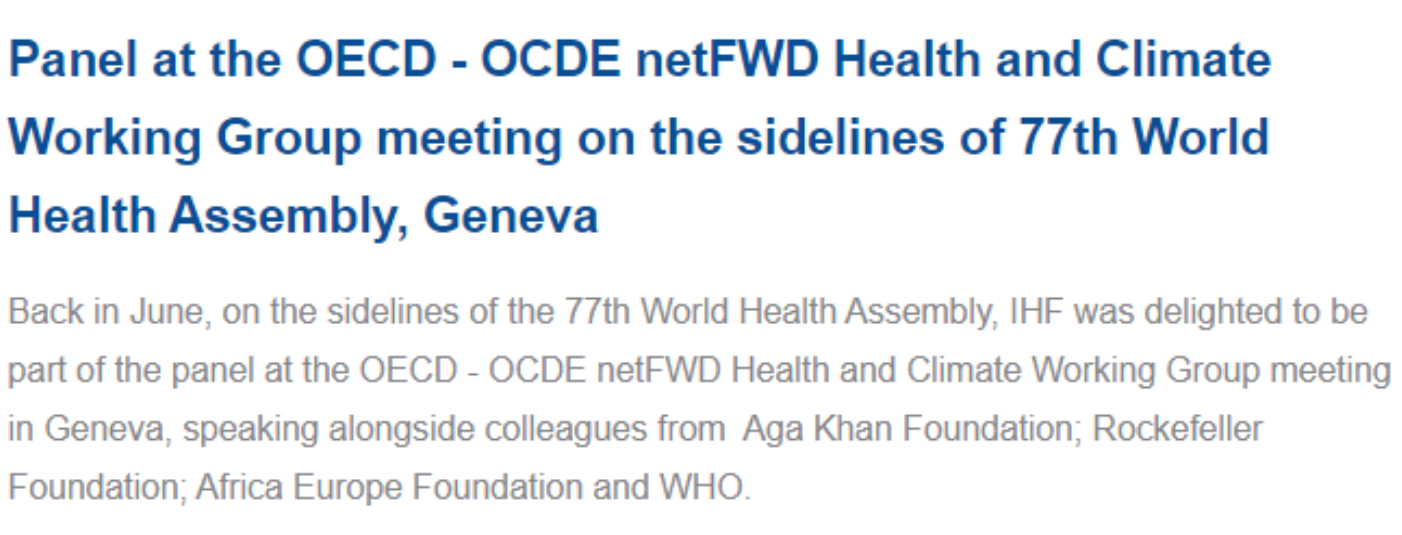 Panel at the OECD - OCDE netFWD Health and Climate
Working Group meeting on the sidelines of 77th World
Health Assembly, Geneva
Back in June, on the sidelines of the 77th World Health Assembly, IHF was delighted to be
part of the panel at the OECD - OCDE netFWD Health and Climate Working Group meeting
in Geneva, speaking alongside colleagues from  Aga Khan Foundation; Rockefeller
Foundation; Africa Europe Foundation and WHO.